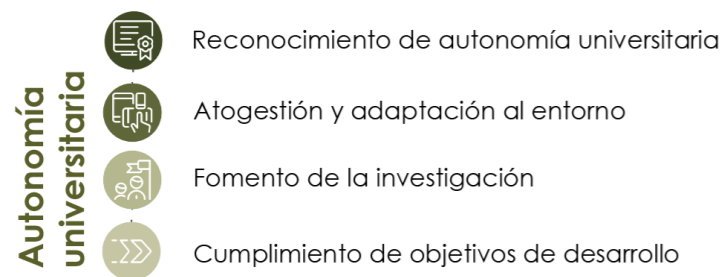 Autonomía
universitaria
Reconocimiento de autonomía universitaria
Atogestión y adaptación al entorno
Fomento de la investigación
Cumplimiento de objetivos de desarrollo